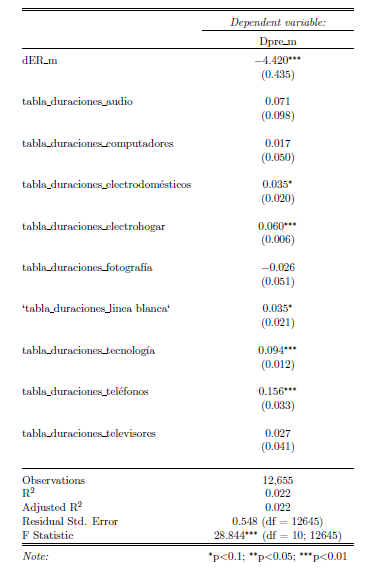 Dependent variable:
Dpre_m
dER_m −4.420***
(0.435)
tabla_duraciones_audio 0.071
(0.098)
tabla_duraciones_computadores 0.017
(0.050)
tabla_duraciones_electrodomésticos 0.035*
(0.020)
tabla_duraciones_electrohogar 0.060***
(0.006)
tabla_duraciones_fotografía −0.026
(0.051)
‘tabla_duraciones_linea blanca‘ 0.035*
(0.021)
tabla_duraciones_tecnología 0.094***
(0.012)
tabla_duraciones_teléfonos 0.156***
(0.033)
tabla_duraciones_televisores 0.027
(0.041)
Observations 12,655
R2 0.022
Adjusted R2 0.022
Residual Std. Error 0.548 (df = 12645)
F Statistic 28.844*** (df = 10; 12645)
Note: *p<0.1; **p<0.05; ***p<0.01